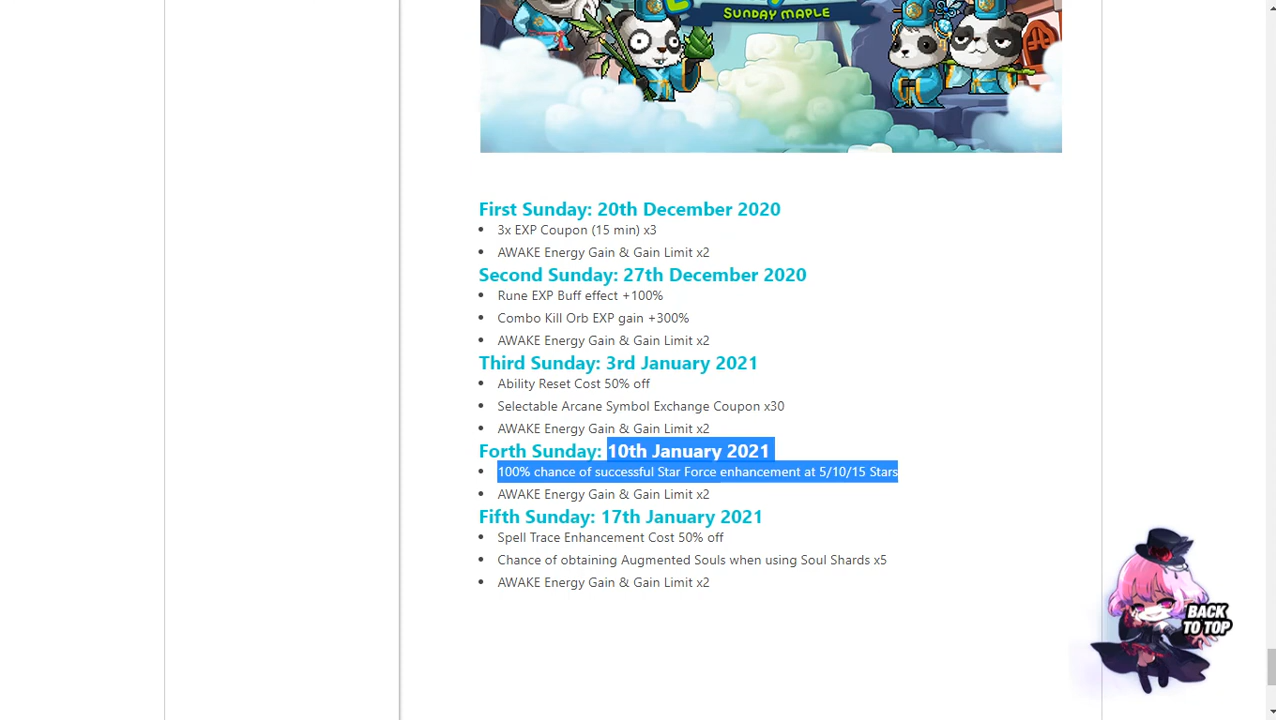 SUNDAY MAPLE
First Sunday: 20th December 2020
3x EXP Coupon (15 min) x3
AWAKE Energy Gain & Gain Limit x2
Second Sunday: 27th December 2020
Rune EXP Buff effect +100%
Combo Kill Orb EXP gain +300%
AWAKE Energy Gain & Gain Limit x2
Third Sunday: 3rd January 2021
Ability Reset Cost 50% off
Selectable Arcane Symbol Exchange Coupon x30
AWAKE Energy Gain & Gain Limit x2
Forth Sunday: 10th January 2021
100% chance of successful Star Force enhancement at 5/10/15 Stars
AWAKE Energy Gain & Gain Limit x2
Fifth Sunday: 17th January 2021
Spell Trace Enhancement Cost 50% off
Chance of obtaining Augmented Souls when using Soul Shards x5
AWAKE Energy Gain & Gain Limit x2
BACK
TO TOP